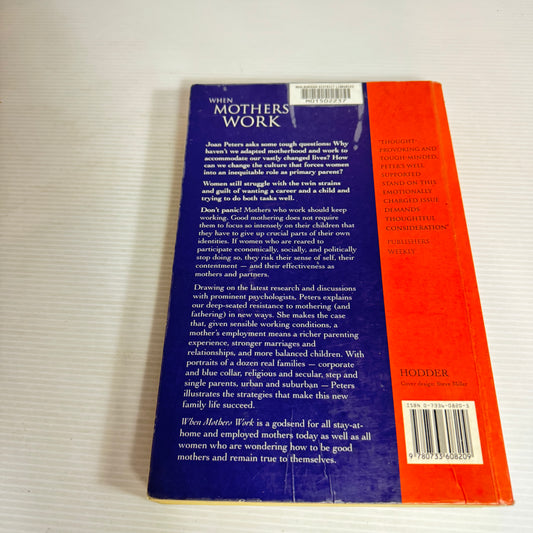 WHEN
MOTHERS
WORK
M01502237
Joan Peters asks some tough questions: Why
haven't we adapted motherhood and work to
accommodate our vastly changed lives? How
can we change the culture that forces women
into an inequitable role as primary parent?
Women still struggle with the twin strains
and guilt of wanting a career and a child and
trying to do both tasks well.
Don't panic! Mothers who work should keep
working. Good mothering does not require
them to focus so intensely on their children that
they have to give up crucial parts of their own
identities. If women who are reared to
participate economically, socially, and politically
stop doing so, they risk their sense of self, their
contentment — and their effectiveness as
mothers and partners.
Drawing on the latest research and discussions
with prominent psychologists, Peters explains
our deep-seated resistance to mothering (and
fathering) in new ways. She makes the case
that, given sensible working conditions, a
mother's employment means a richer parenting
experience, stronger marriages and
relationships, and more balanced children. With
portraits of a dozen real families — corporate
and blue collar, religious and secular, step and
single parents, urban and suburban — Peters
illustrates the strategies that make this new
family life succeed.
When Mothers Work is a godsend for all stay-at-
home and employed mothers today as well as all
women who are wondering how to be good
mothers and remain true to themselves.
"THOUGHT-
PROVOKING AND
TOUGH-MINDED,
PETERS'S WELL
SUPPORTED
STAND ON THIS
EMOTIONALLY
CHARGED ISSUE
DEMANDS
THOUGHTFUL
CONSIDERATION"
PUBLISHERS
WEEKLY
HODDER
Cover design: Steve Miller
ISBN 0-7336-0820-3
9 780733 608209